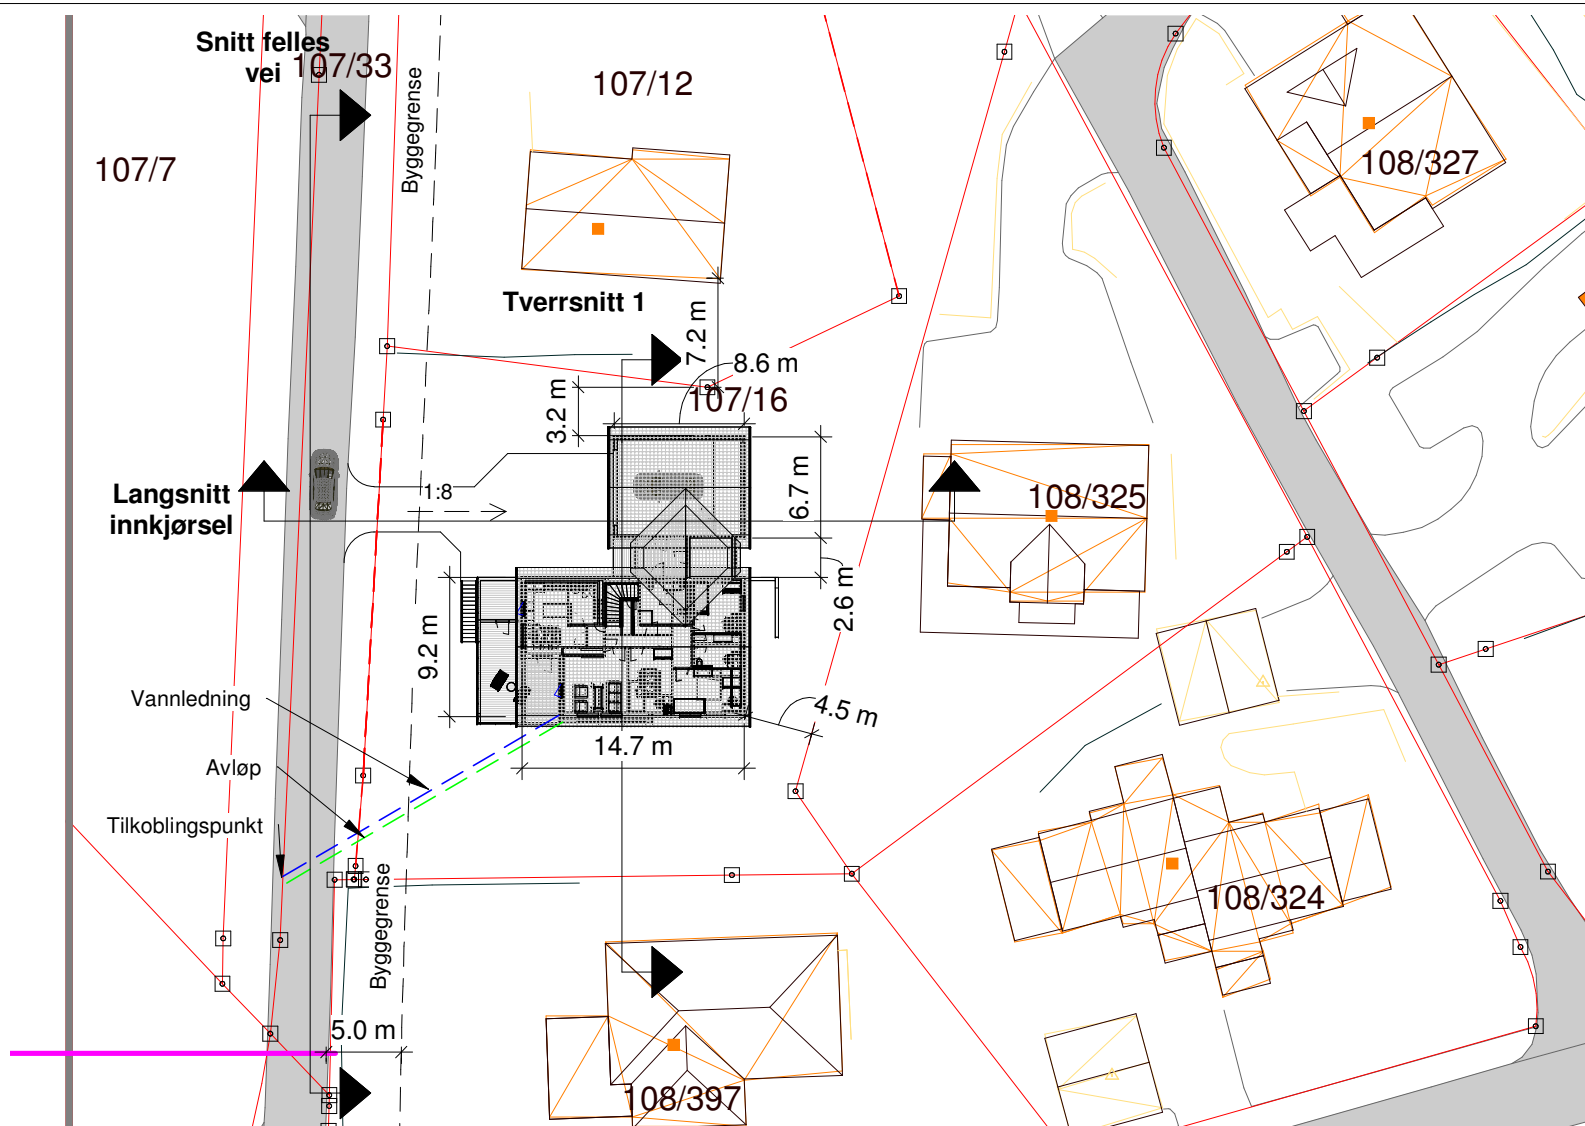 Snitt felles
vei
107/33
107/12
107/7
Byggegrense
108/327
Tverrsnitt 1
7.2 m
8.6 m
107/16
3.2 m
1:8
Langsnitt
innkjørsel
6.7 m
108/325
2.6 m
9.2 m
Vannledning
4.5 m
14.7 m
Avløp
Tilkoblingspunkt
Byggegrense
108/324
5.0 m
108/397